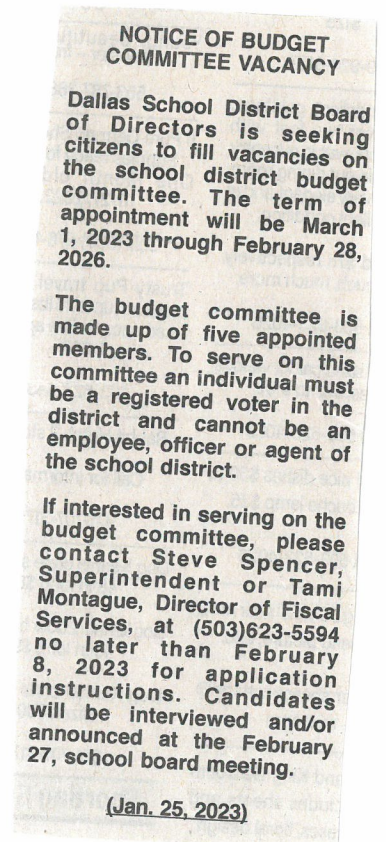 NOTICE OF BUDGET
COMMITTEE VACANCY
Dallas School District Board
of Directors is seeking
citizens to fill vacancies on
the school district budget
committee. The term of
appointment will be March
1, 2023 through February 28,
2026.
The budget committee is
made up of five appointed
members. To serve on this
committee an individual must
be a registered voter in the
district and cannot be an
employee, officer or agent of
the school district.
If interested in serving on the
budget committee, please
contact Steve Spencer,
Superintendent or Tami
Montague, Director of Fiscal
Services, at (503)623-5594
no later than February
8, 2023 for application
instructions. Candidates
will be interviewed and/or
announced at the February
27, school board meeting.
(Jan. 25, 2023)